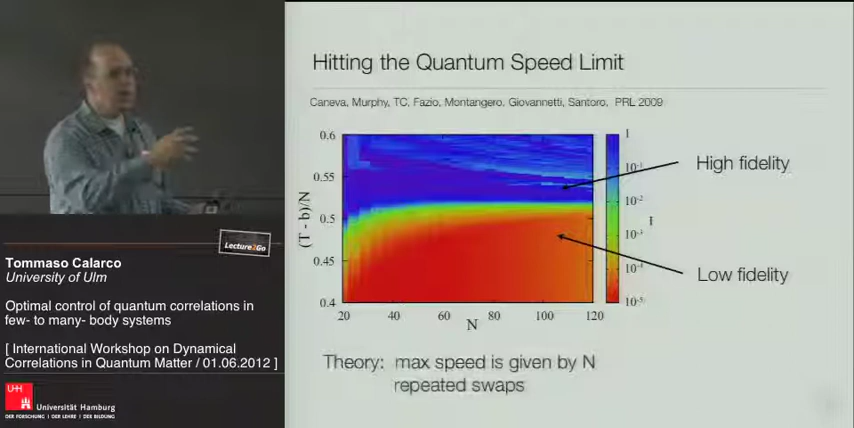 Hitting the Quantum Speed Limit
Caneva, Murphy, TC, Fazio, Montangero, Giovannetti, Santoro, PRL 2009
0.6
0.55
0.5
0.45
0.4
(T - b)/N
20
40
60
80
100
120
N
1
10-1
10-2
10-3
10-4
10-5
I
High fidelity
Low fidelity
Theory: max speed is given by N
repeated swaps
Lecture2Go
Tommaso Calarco
University of Ulm
Optimal control of quantum correlations in
few- to many- body systems
[ International Workshop on Dynamical
Correlations in Quantum Matter / 01.06.2012 ]
UH
Universität Hamburg
DER FORSCHUNG | DER LEHRE | DER BILDUNG